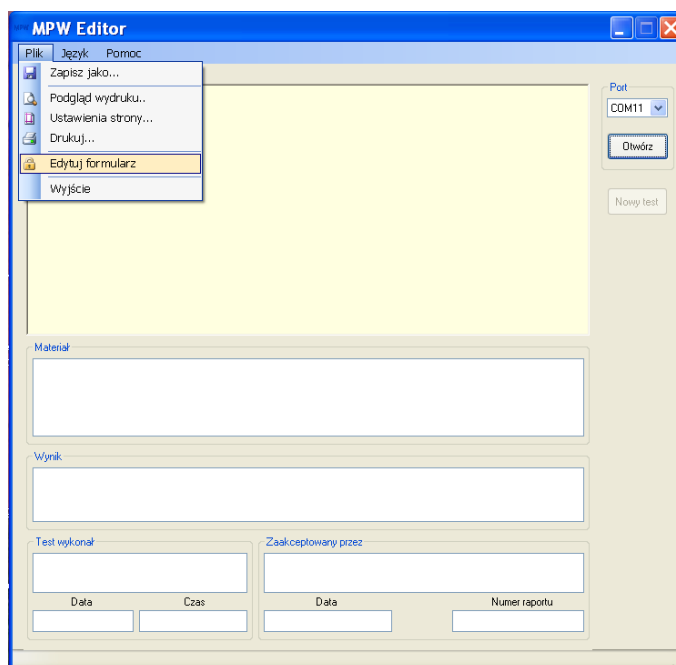 MPW MPW Editor
Plik Język Pomoc
Zapisz jako...
Podgląd wydruku..
Ustawienia strony...
Drukuj...
Edytuj formularz
Wyjście
Port
COM11
Otwórz
Nowy test
Materiał
Wynik
Test wykonał
Zaakceptowany przez
Data Czas Data Numer raportu